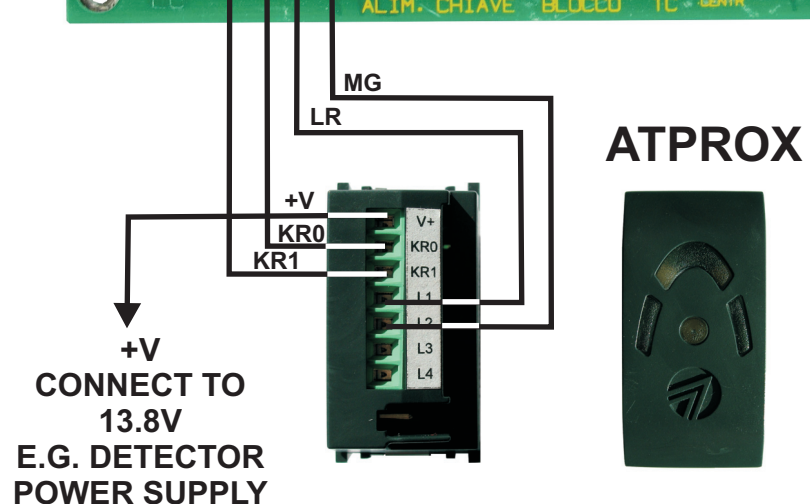 ALIM. CHIAVE BLOCCO TC
MG
LR
ATPROX
+V
KR0
KR1
V+
KR0
KR1
L1
L2
L3
L4
+V
CONNECT TO
13.8V
E.G. DETECTOR
POWER SUPPLY